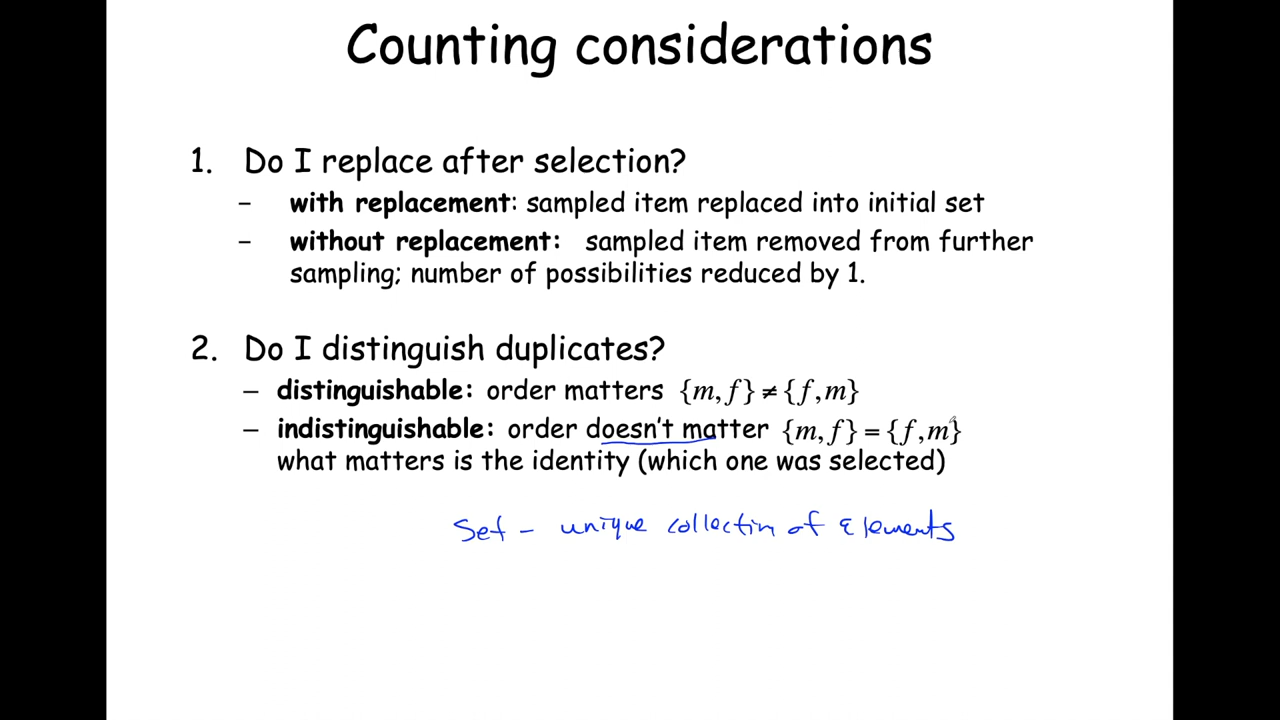 Counting considerations
1. Do I replace after selection?
– with replacement: sampled item replaced into initial set
– without replacement: sampled item removed from further
sampling; number of possibilities reduced by 1.
2. Do I distinguish duplicates?
– distinguishable: order matters {m, f} ≠ {f,m}
– indistinguishable: order doesn't matter {m, f} = {f,m}
what matters is the identity (which one was selected)
Set – unique collectin of Elements